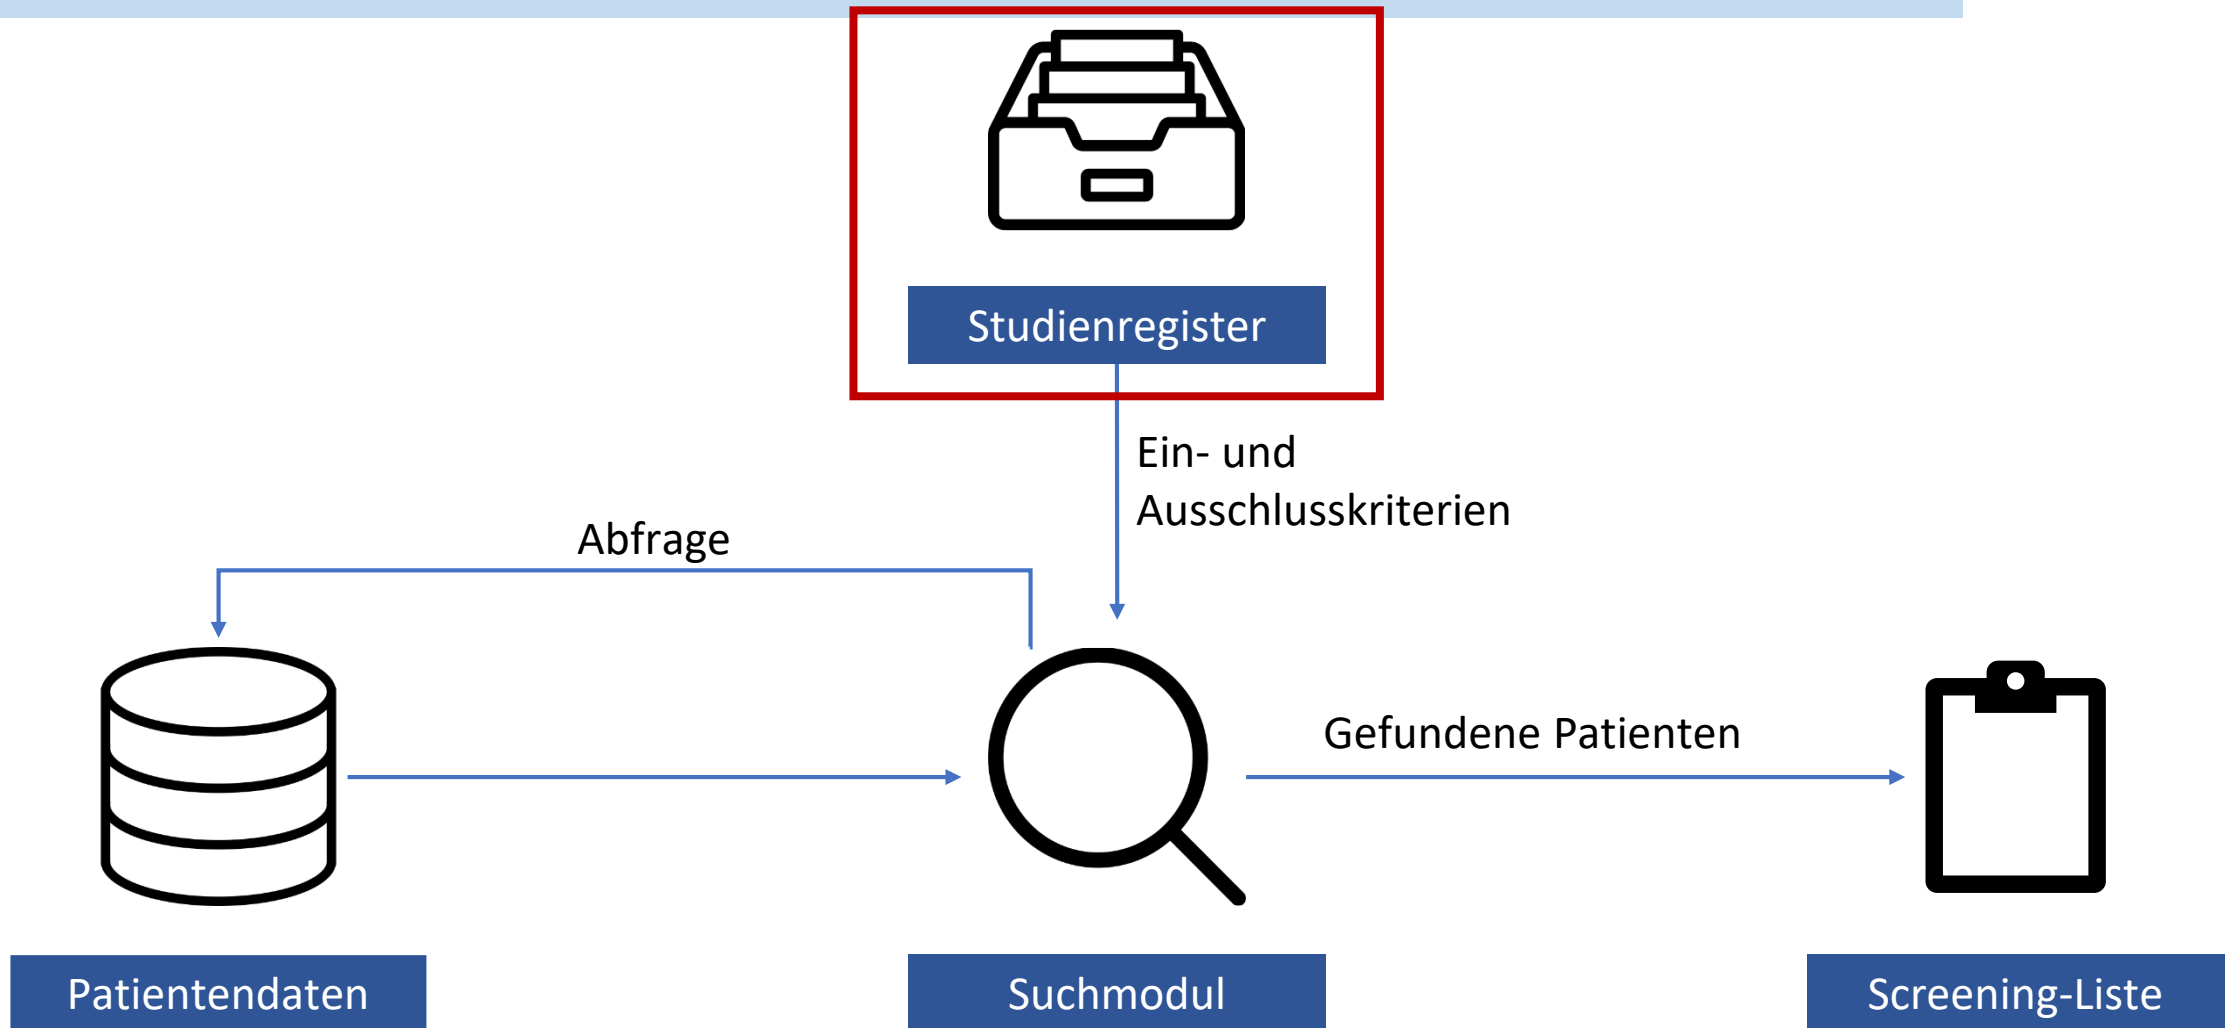 Studienregister
Ein- und
Ausschlusskriterien
Abfrage
Gefundene Patienten
Patientendaten
Suchmodul
Screening-Liste